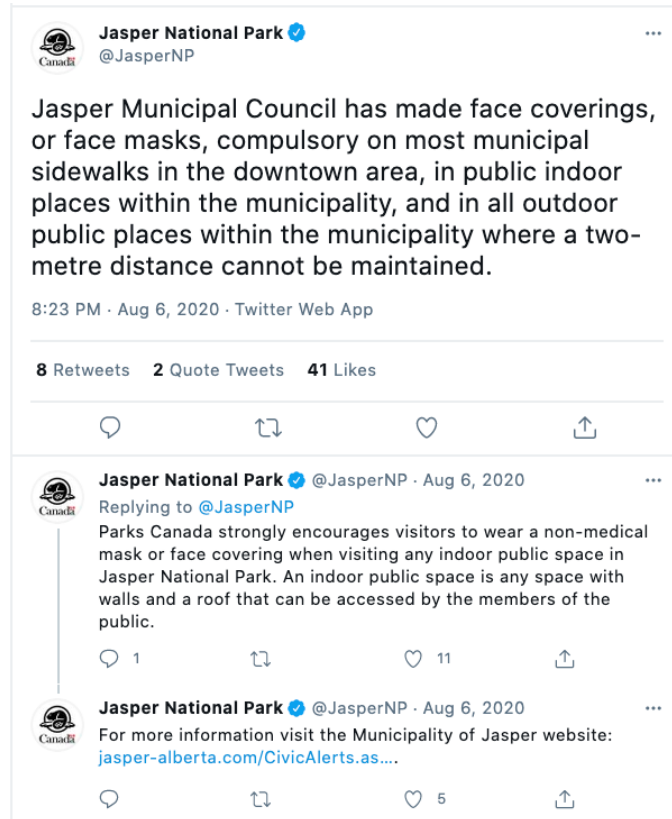 Jasper National Park
@JasperNP
Canada
Jasper Municipal Council has made face coverings,
or face masks, compulsory on most municipal
sidewalks in the downtown area, in public indoor
places within the municipality, and in all outdoor
public places within the municipality where a two-
metre distance cannot be maintained.
8:23 PM · Aug 6, 2020 · Twitter Web App
8 Retweets 2 Quote Tweets 41 Likes
Jasper National Park @JasperNP · Aug 6, 2020
Canada
Replying to @JasperNP
Parks Canada strongly encourages visitors to wear a non-medical
mask or face covering when visiting any indoor public space in
Jasper National Park. An indoor public space is any space with
walls and a roof that can be accessed by the members of the
public.
1 11
Jasper National Park @JasperNP · Aug 6, 2020
Canada
For more information visit the Municipality of Jasper website:
jasper-alberta.com/CivicAlerts.as....
5